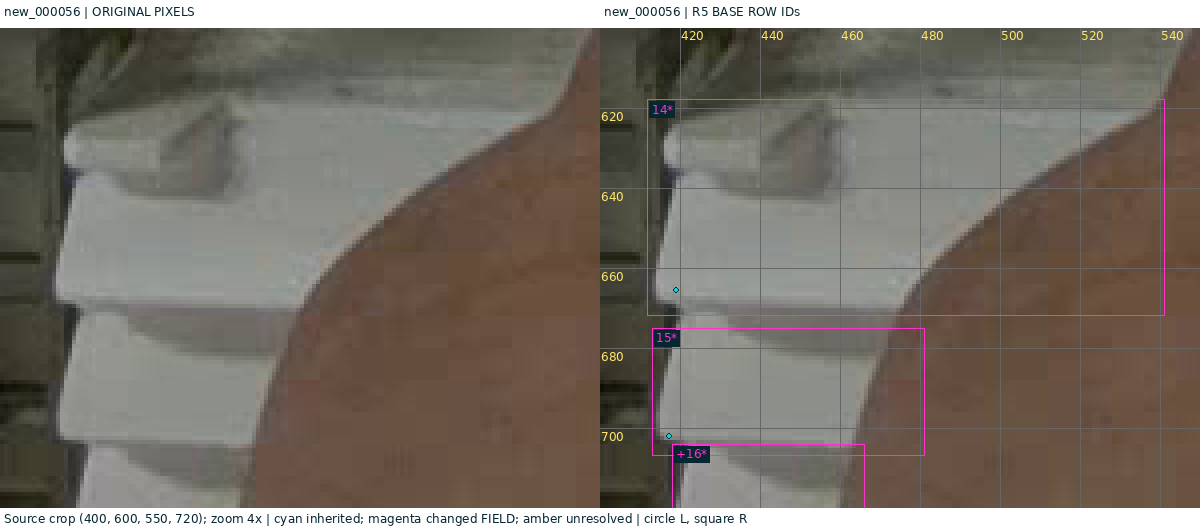 new_000056 | ORIGINAL PIXELS
new_000056 | R5 BASE ROW IDs
420 440 460 480 500 520 540
14*
620
640
660
15*
680
700
+16*
Source crop (400, 600, 550, 720); zoom 4x | cyan inherited; magenta changed FIELD; amber unresolved | circle L, square R